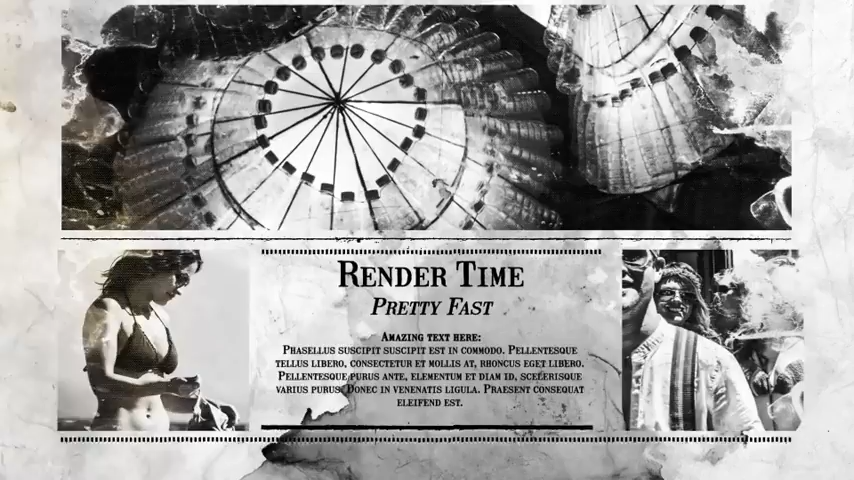 Render Time
Pretty Fast
Amazing text here:
Phasellus suscipit suscipit est in commodo. Pellentesque
tellus libero, consectetur et mollis at, rhoncus eget libero.
Pellentesque purus ante, elementum et diam id, scelerisque
varius purus. Donec in venenatis ligula. Praesent consequat
eleifend est.